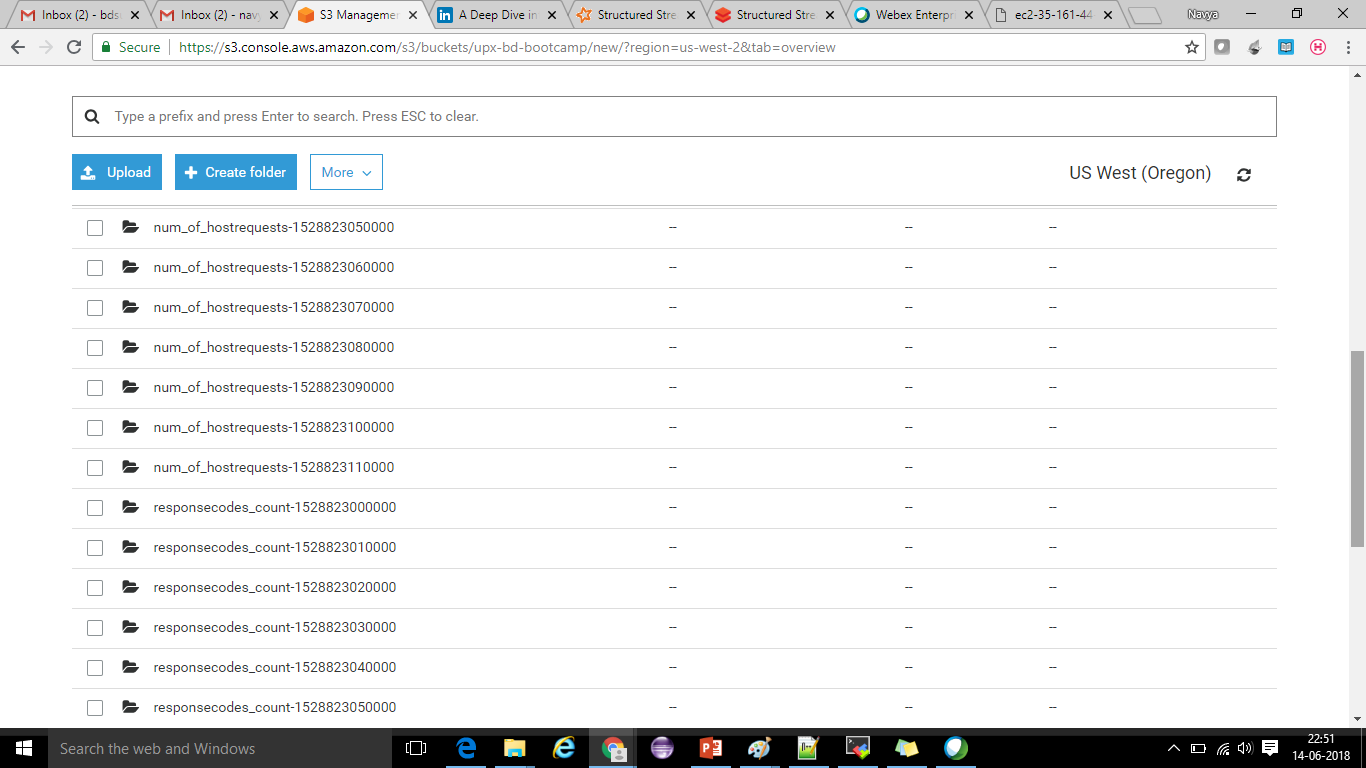 Inbox (2) - bds
Inbox (2) - navy
S3 Managemen
A Deep Dive in
Structured Stre
Structured Stre
Webex Enterpr
ec2-35-161-44
Navya
Secure
https://s3.console.aws.amazon.com/s3/buckets/upx-bd-bootcamp/new/?region=us-west-2&tab=overview
Type a prefix and press Enter to search. Press ESC to clear.
Upload
Create folder
More
US West (Oregon)
num_of_hostrequests-1528823050000 -- -- --
num_of_hostrequests-1528823060000 -- -- --
num_of_hostrequests-1528823070000 -- -- --
num_of_hostrequests-1528823080000 -- -- --
num_of_hostrequests-1528823090000 -- -- --
num_of_hostrequests-1528823100000 -- -- --
num_of_hostrequests-1528823110000 -- -- --
responsecodes_count-1528823000000 -- -- --
responsecodes_count-1528823010000 -- -- --
responsecodes_count-1528823020000 -- -- --
responsecodes_count-1528823030000 -- -- --
responsecodes_count-1528823040000 -- -- --
responsecodes_count-1528823050000 -- -- --
Search the web and Windows
22:51
14-06-2018